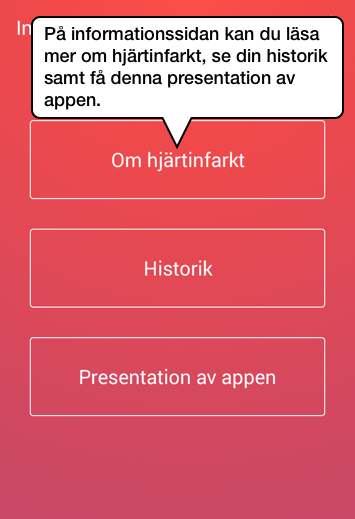 På informationssidan kan du läsa
mer om hjärtinfarkt, se din historik
samt få denna presentation av
appen.
Om hjärtinfarkt
Historik
Presentation av appen